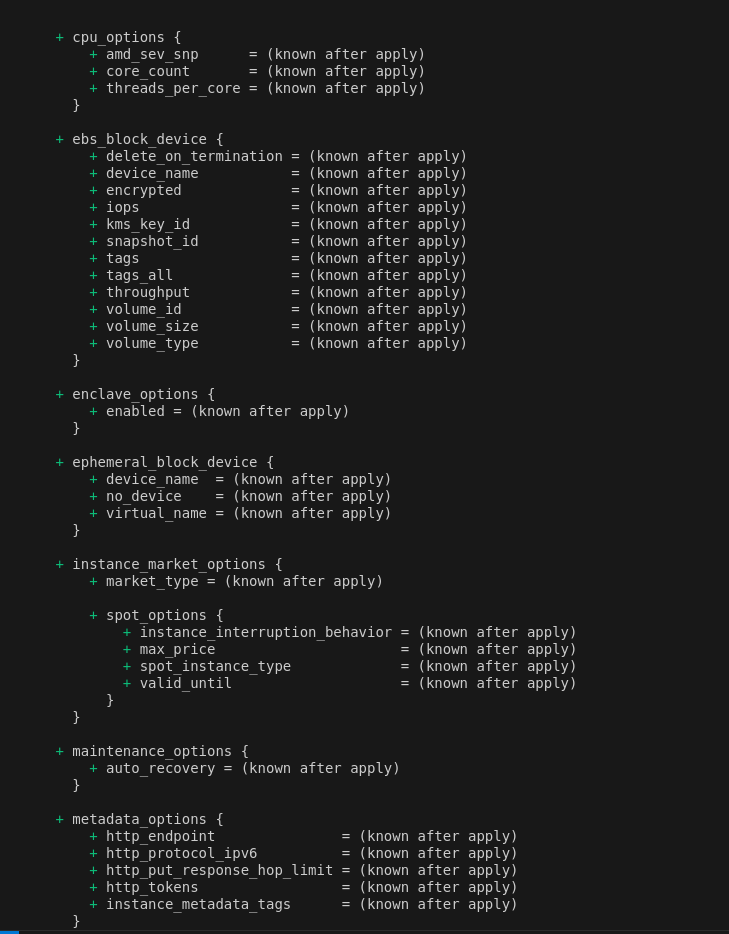 + cpu_options {
+ amd_sev_snp      = (known after apply)
+ core_count       = (known after apply)
+ threads_per_core = (known after apply)
}
+ ebs_block_device {
+ delete_on_termination = (known after apply)
+ device_name           = (known after apply)
+ encrypted             = (known after apply)
+ iops                  = (known after apply)
+ kms_key_id            = (known after apply)
+ snapshot_id           = (known after apply)
+ tags                  = (known after apply)
+ tags_all              = (known after apply)
+ throughput            = (known after apply)
+ volume_id             = (known after apply)
+ volume_size           = (known after apply)
+ volume_type           = (known after apply)
}
+ enclave_options {
+ enabled = (known after apply)
}
+ ephemeral_block_device {
+ device_name  = (known after apply)
+ no_device    = (known after apply)
+ virtual_name = (known after apply)
}
+ instance_market_options {
+ market_type = (known after apply)
+ spot_options {
+ instance_interruption_behavior = (known after apply)
+ max_price                      = (known after apply)
+ spot_instance_type             = (known after apply)
+ valid_until                    = (known after apply)
}
}
+ maintenance_options {
+ auto_recovery = (known after apply)
}
+ metadata_options {
+ http_endpoint               = (known after apply)
+ http_protocol_ipv6          = (known after apply)
+ http_put_response_hop_limit = (known after apply)
+ http_tokens                 = (known after apply)
+ instance_metadata_tags      = (known after apply)
}